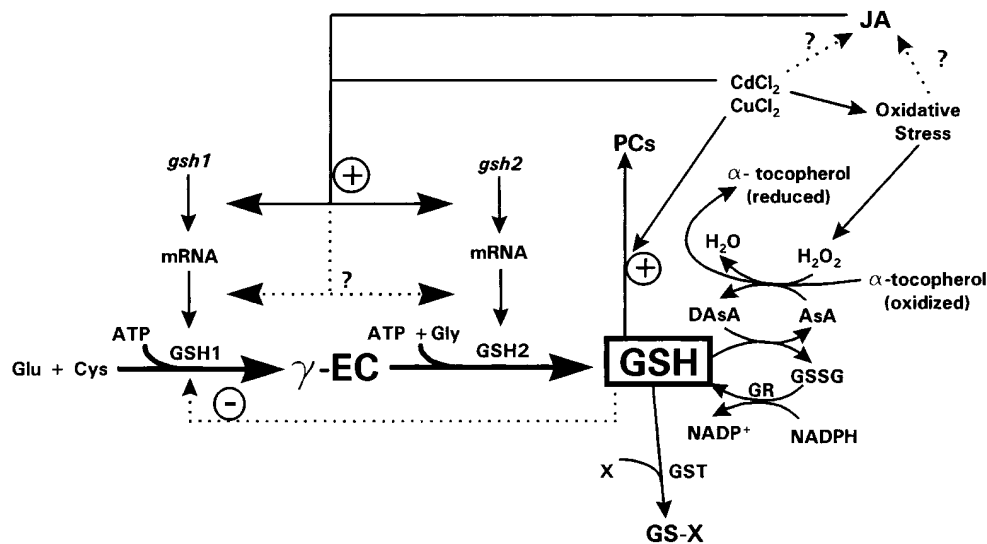 JA
?
?
CdCl2
CuCl2
Oxidative
Stress
PCs
gsh1
+
gsh2
α- tocopherol
(reduced)
mRNA
mRNA
H2O
H2O2
+
?
α-tocopherol
(oxidized)
ATP
GSH1
ATP + Gly
GSH2
DAsA
AsA
Glu + Cys
γ-EC
GSH
GSSG
GR
−
NADP+
NADPH
X
GST
GS-X